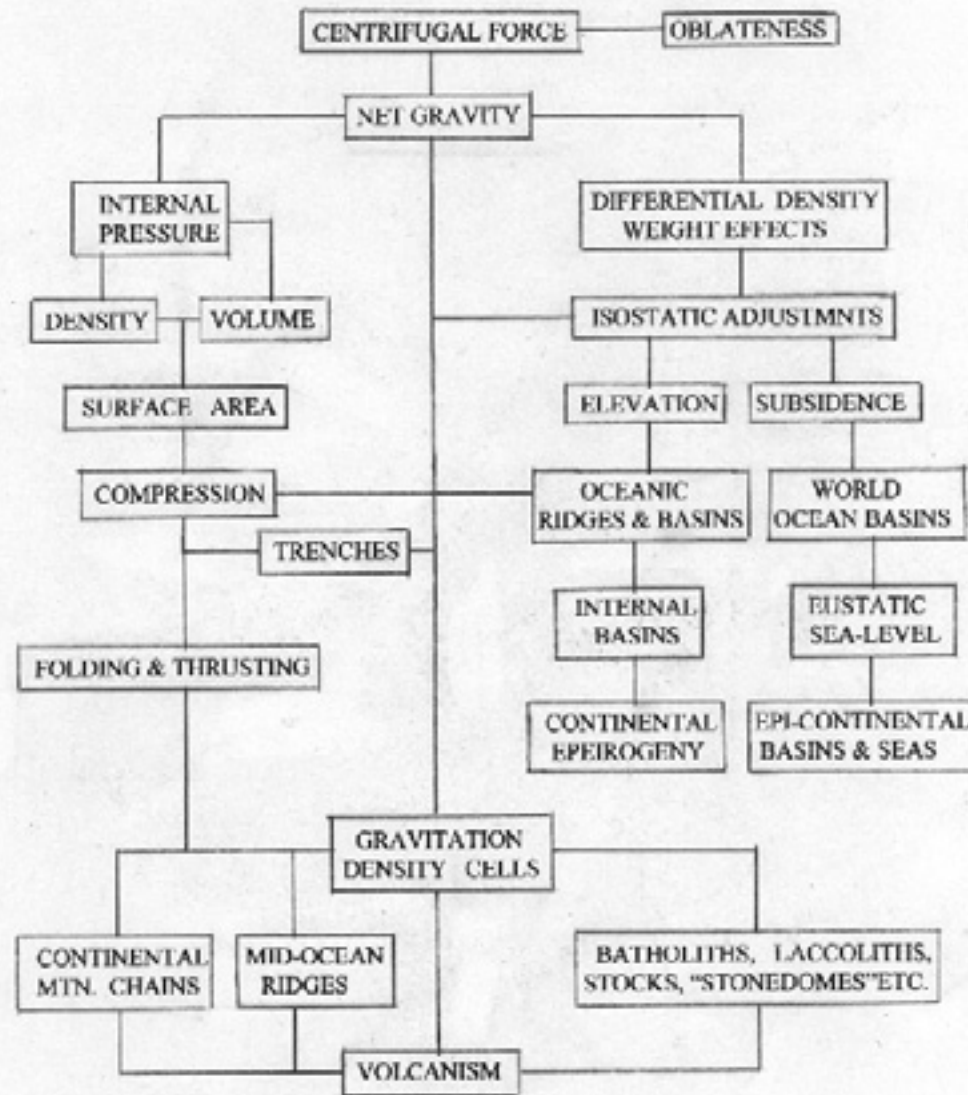 CENTRIFUGAL FORCE
OBLATENESS
NET GRAVITY
INTERNAL
PRESSURE
DIFFERENTIAL DENSITY
WEIGHT EFFECTS
DENSITY
VOLUME
ISOSTATIC ADJUSTMNTS
SURFACE AREA
ELEVATION
SUBSIDENCE
COMPRESSION
OCEANIC
RIDGES & BASINS
WORLD
OCEAN BASINS
TRENCHES
INTERNAL
BASINS
EUSTATIC
SEA-LEVEL
FOLDING & THRUSTING
CONTINENTAL
EPEIROGENY
EPI-CONTINENTAL
BASINS & SEAS
GRAVITATION
DENSITY CELLS
CONTINENTAL
MTN. CHAINS
MID-OCEAN
RIDGES
BATHOLITHS, LACCOLITHS,
STOCKS, "STONEDOMES"ETC.
VOLCANISM